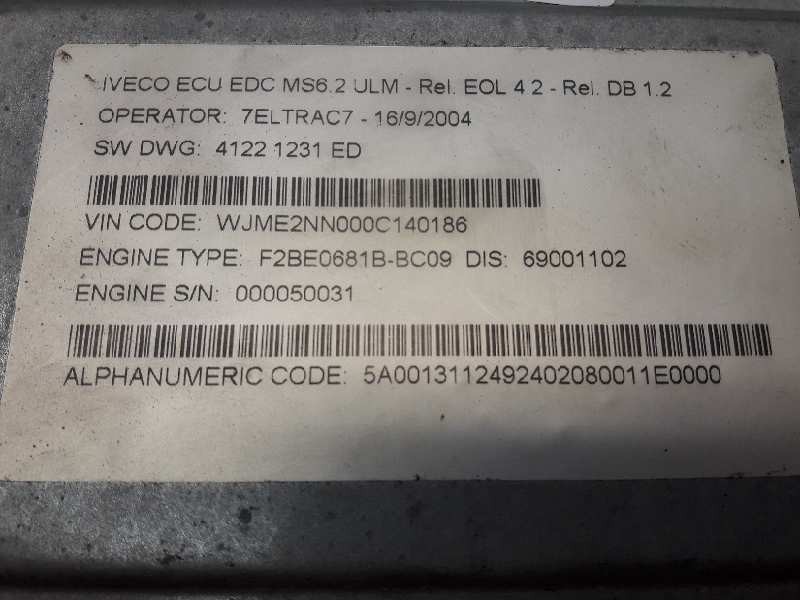 IVECO ECU EDC MS6.2 ULM - Rel. EOL 4.2 - Rel. DB 1.2
OPERATOR: 7ELTRAC7 - 16/9/2004
SW DWG: 4122 1231 ED
VIN CODE: WJME2NN000C140186
ENGINE TYPE: F2BE0681B-BC09 DIS: 69001102
ENGINE S/N: 000050031
ALPHANUMERIC CODE: 5A0013112492402080011E0000